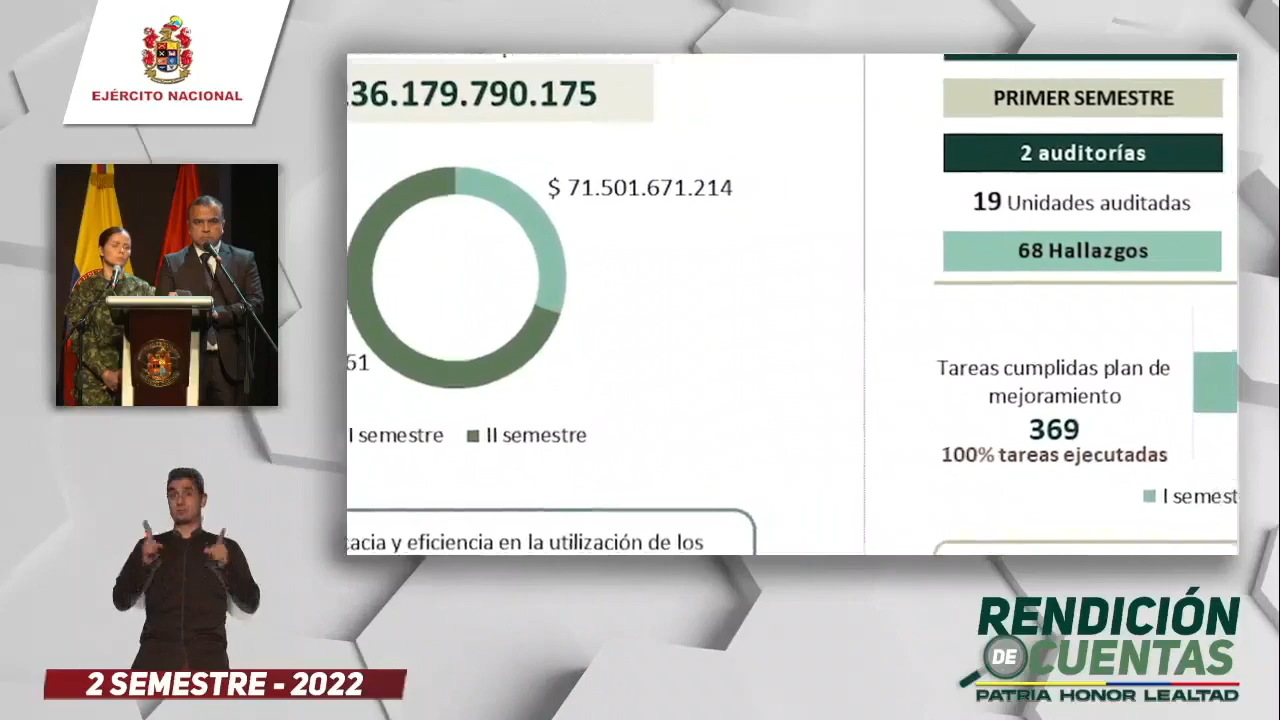 EJÉRCITO NACIONAL
36.179.790.175
$ 71.501.671.214
61
I semestre II semestre
cacia y eficiencia en la utilización de los
PRIMER SEMESTRE
2 auditorías
19 Unidades auditadas
68 Hallazgos
Tareas cumplidas plan de
mejoramiento
369
100% tareas ejecutadas
I semest
2 SEMESTRE - 2022
RENDICIÓN
DE CUENTAS
PATRIA HONOR LEALTAD